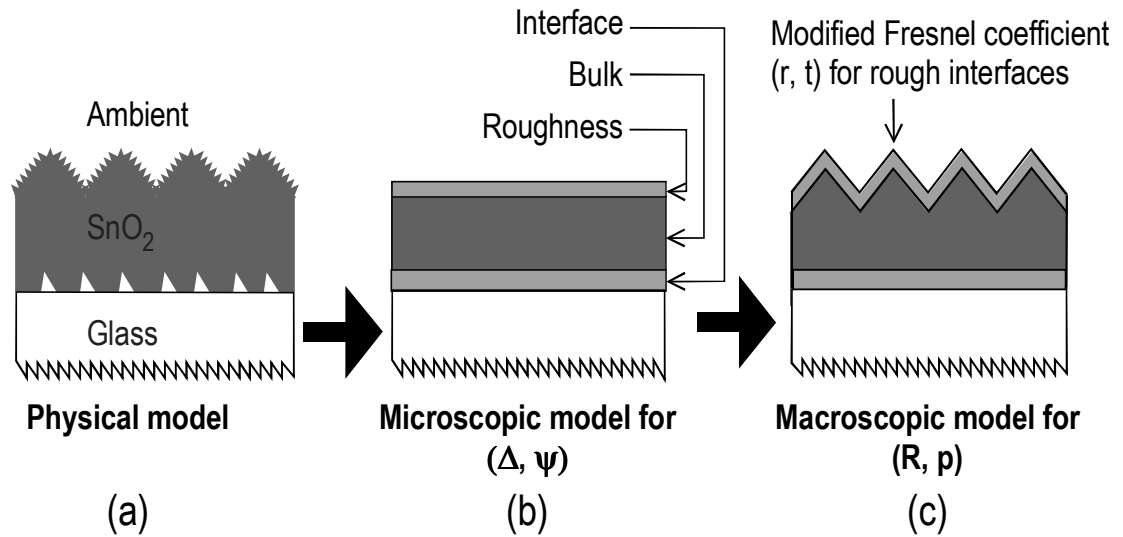 Interface
Bulk
Roughness
Modified Fresnel coefficient
(r, t) for rough interfaces
Ambient
SnO₂
Glass
Physical model
Microscopic model for
(Δ, ψ)
Macroscopic model for
(R, p)
(a)
(b)
(c)